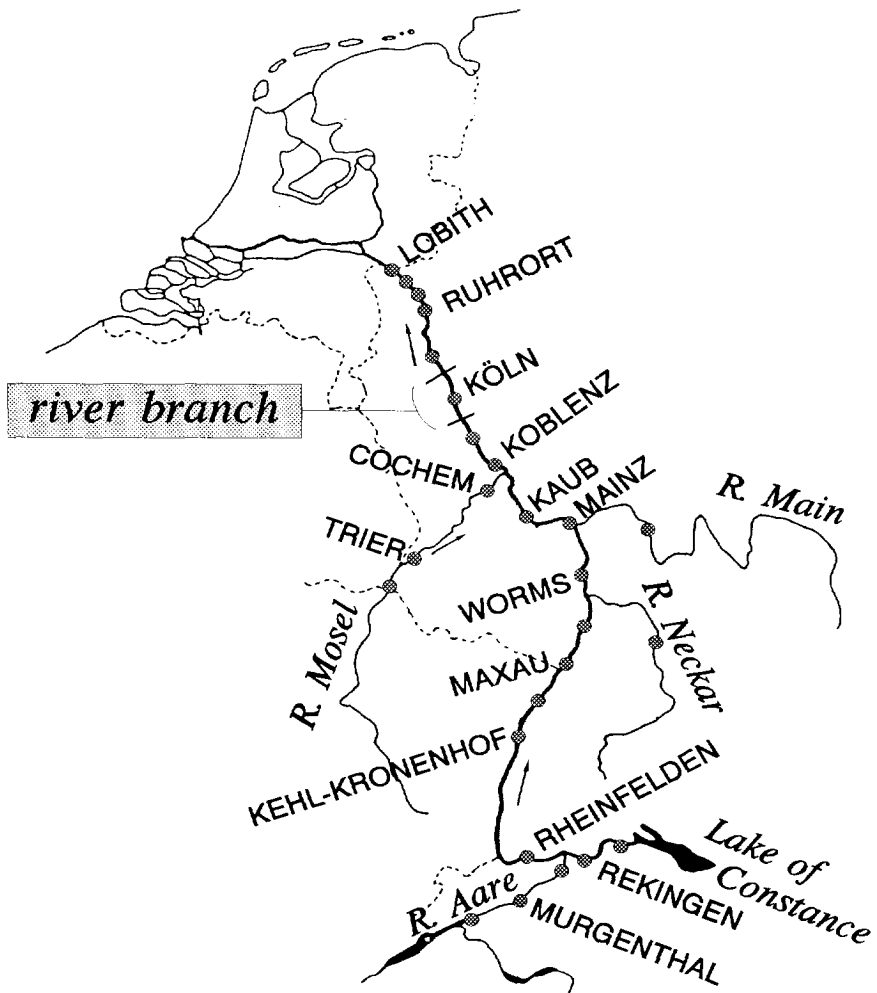 LOBITH
RUHRORT
KÖLN
river branch
KOBLENZ
COCHEM
KAUB
MAINZ
R. Main
TRIER
WORMS
R. Neckar
R. Mosel
MAXAU
KEHL-KRONENHOF
RHEINFELDEN
Lake of
Constance
REKINGEN
R. Aare
MURGENTHAL